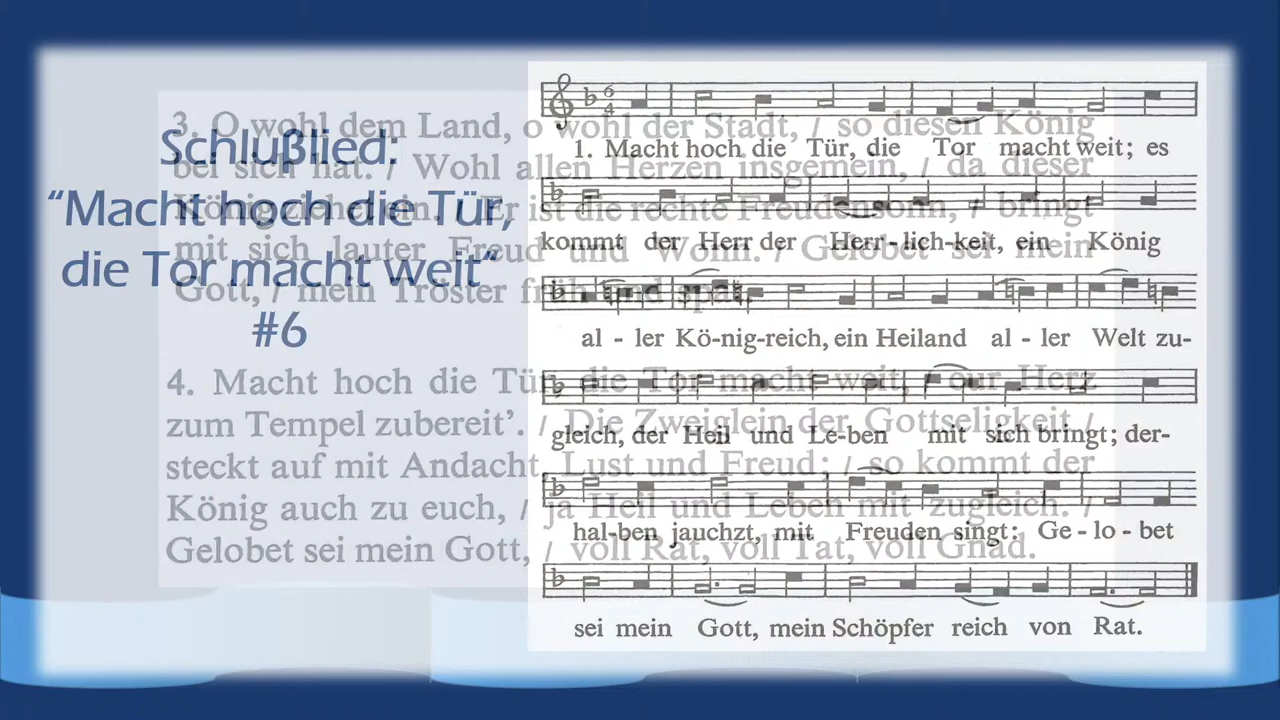 Schlußlied:
“Macht hoch die Tür,
die Tor macht weit“
#6
1. Macht hoch die Tür, die Tor macht weit; es
kommt der Herr der Herr-lich-keit, ein König
al - ler Kö-nig-reich, ein Heiland al - ler Welt zu-
gleich, der Heil und Le-ben mit sich bringt; der-
hal-ben jauchzt, mit Freuden singt: Ge - lo - bet
sei mein Gott, mein Schöpfer reich von Rat.
3. O wohl dem Land, o wohl der Stadt, / so diesen König
bei sich hat. / Wohl allen Herzen insgemein, / da dieser
König ziehet ein. / Er ist die rechte Freudensonn, / bringt
mit sich lauter Freud und Wonn. / Gelobet sei mein
Gott, / mein Tröster früh und spat.
4. Macht hoch die Tür, die Tor macht weit, / eur Herz
zum Tempel zubereit’. / Die Zweiglein der Gottseligkeit /
steckt auf mit Andacht, Lust und Freud; / so kommt der
König auch zu euch, / ja Heil und Leben mit zugleich. /
Gelobet sei mein Gott, / voll Rat, voll Tat, voll Gnad.